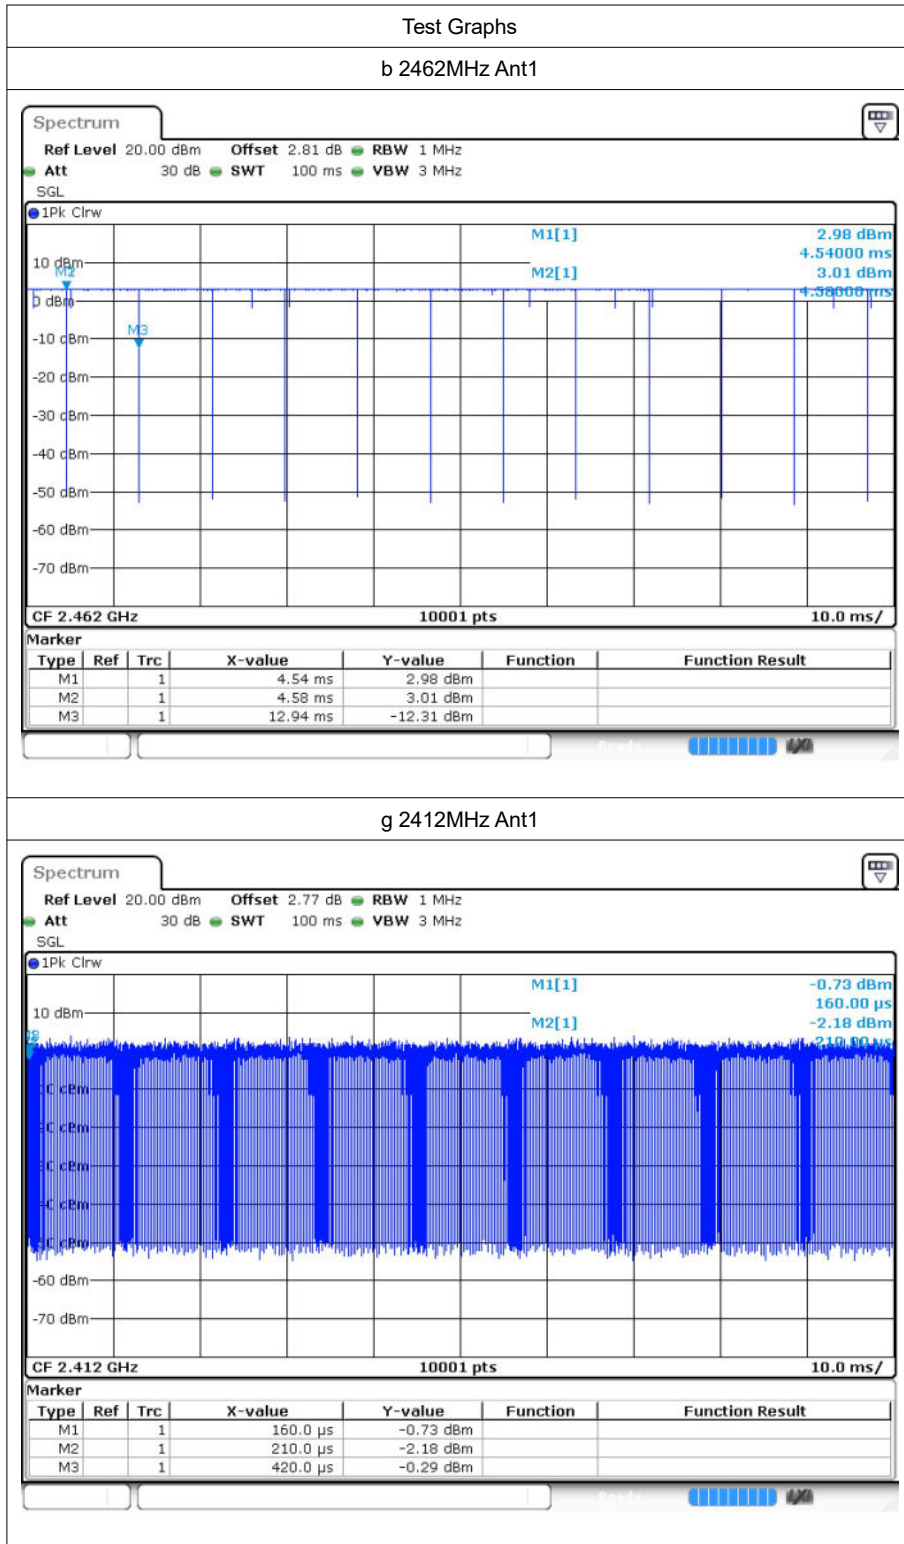 Test Graphs
b 2462MHz Ant1
Spectrum
Ref Level 20.00 dBm Offset 2.81 dB RBW 1 MHz
Att 30 dB SWT 100 ms VBW 3 MHz
SGL
1Pk Clrw
M1[1] 2.98 dBm
4.54000 ms
10 dBm
M2[1] 3.01 dBm
4.58000 ms
M2
0 dBm
M3
-10 dBm
-20 dBm
-30 dBm
-40 dBm
-50 dBm
-60 dBm
-70 dBm
CF 2.462 GHz 10001 pts 10.0 ms/
Marker
Type Ref Trc X-value Y-value Function Function Result
M1 1 4.54 ms 2.98 dBm
M2 1 4.58 ms 3.01 dBm
M3 1 12.94 ms -12.31 dBm
Ready
g 2412MHz Ant1
Spectrum
Ref Level 20.00 dBm Offset 2.77 dB RBW 1 MHz
Att 30 dB SWT 100 ms VBW 3 MHz
SGL
1Pk Clrw
M1[1] -0.73 dBm
160.00 µs
10 dBm
M2[1] -2.18 dBm
210.00 µs
-60 dBm
-70 dBm
CF 2.412 GHz 10001 pts 10.0 ms/
Marker
Type Ref Trc X-value Y-value Function Function Result
M1 1 160.0 µs -0.73 dBm
M2 1 210.0 µs -2.18 dBm
M3 1 420.0 µs -0.29 dBm
Ready